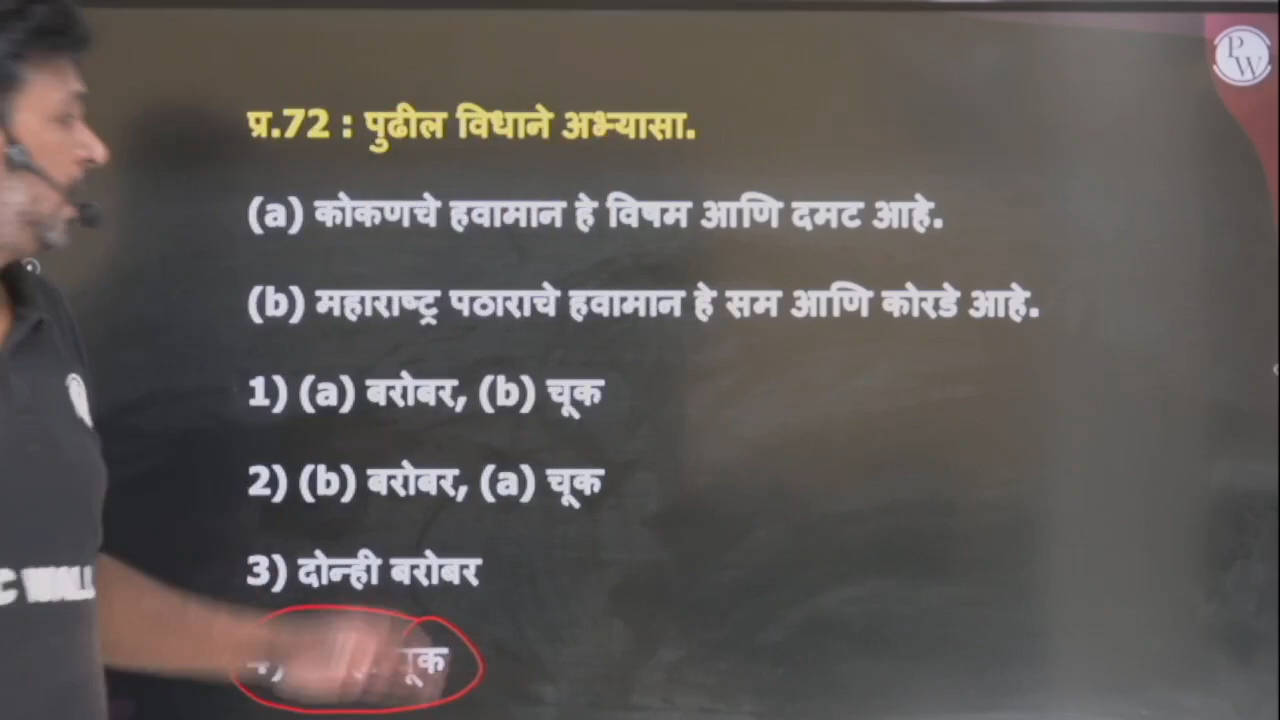 PW
प्र.72 : पुढील विधाने अभ्यासा.
(a) कोकणचे हवामान हे विषम आणि दमट आहे.
(b) महाराष्ट्र पठाराचे हवामान हे सम आणि कोरडे आहे.
1) (a) बरोबर, (b) चूक
2) (b) बरोबर, (a) चूक
3) दोन्ही बरोबर
चूक